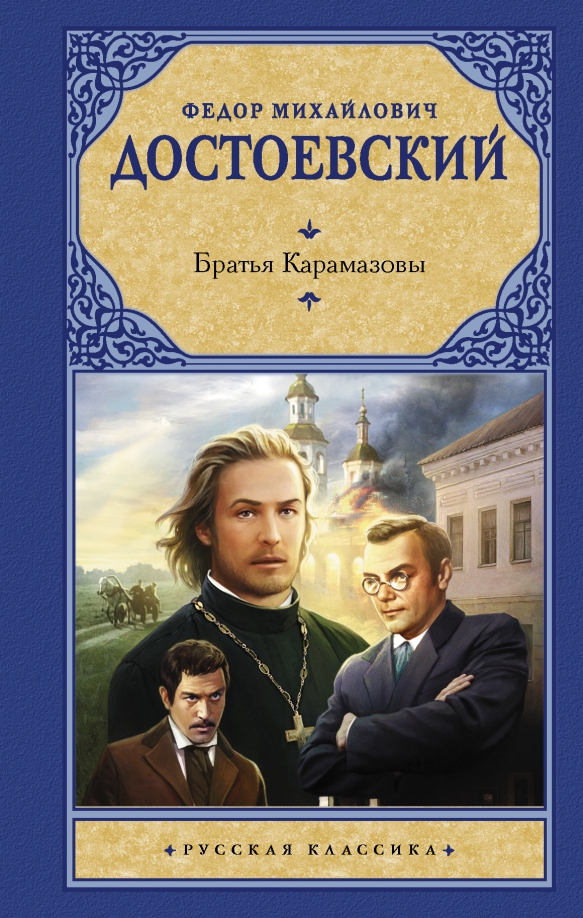 ФЕДОР МИХАЙЛОВИЧ
ДОСТОЕВСКИЙ
Братья Карамазовы
РУССКАЯ КЛАССИКА